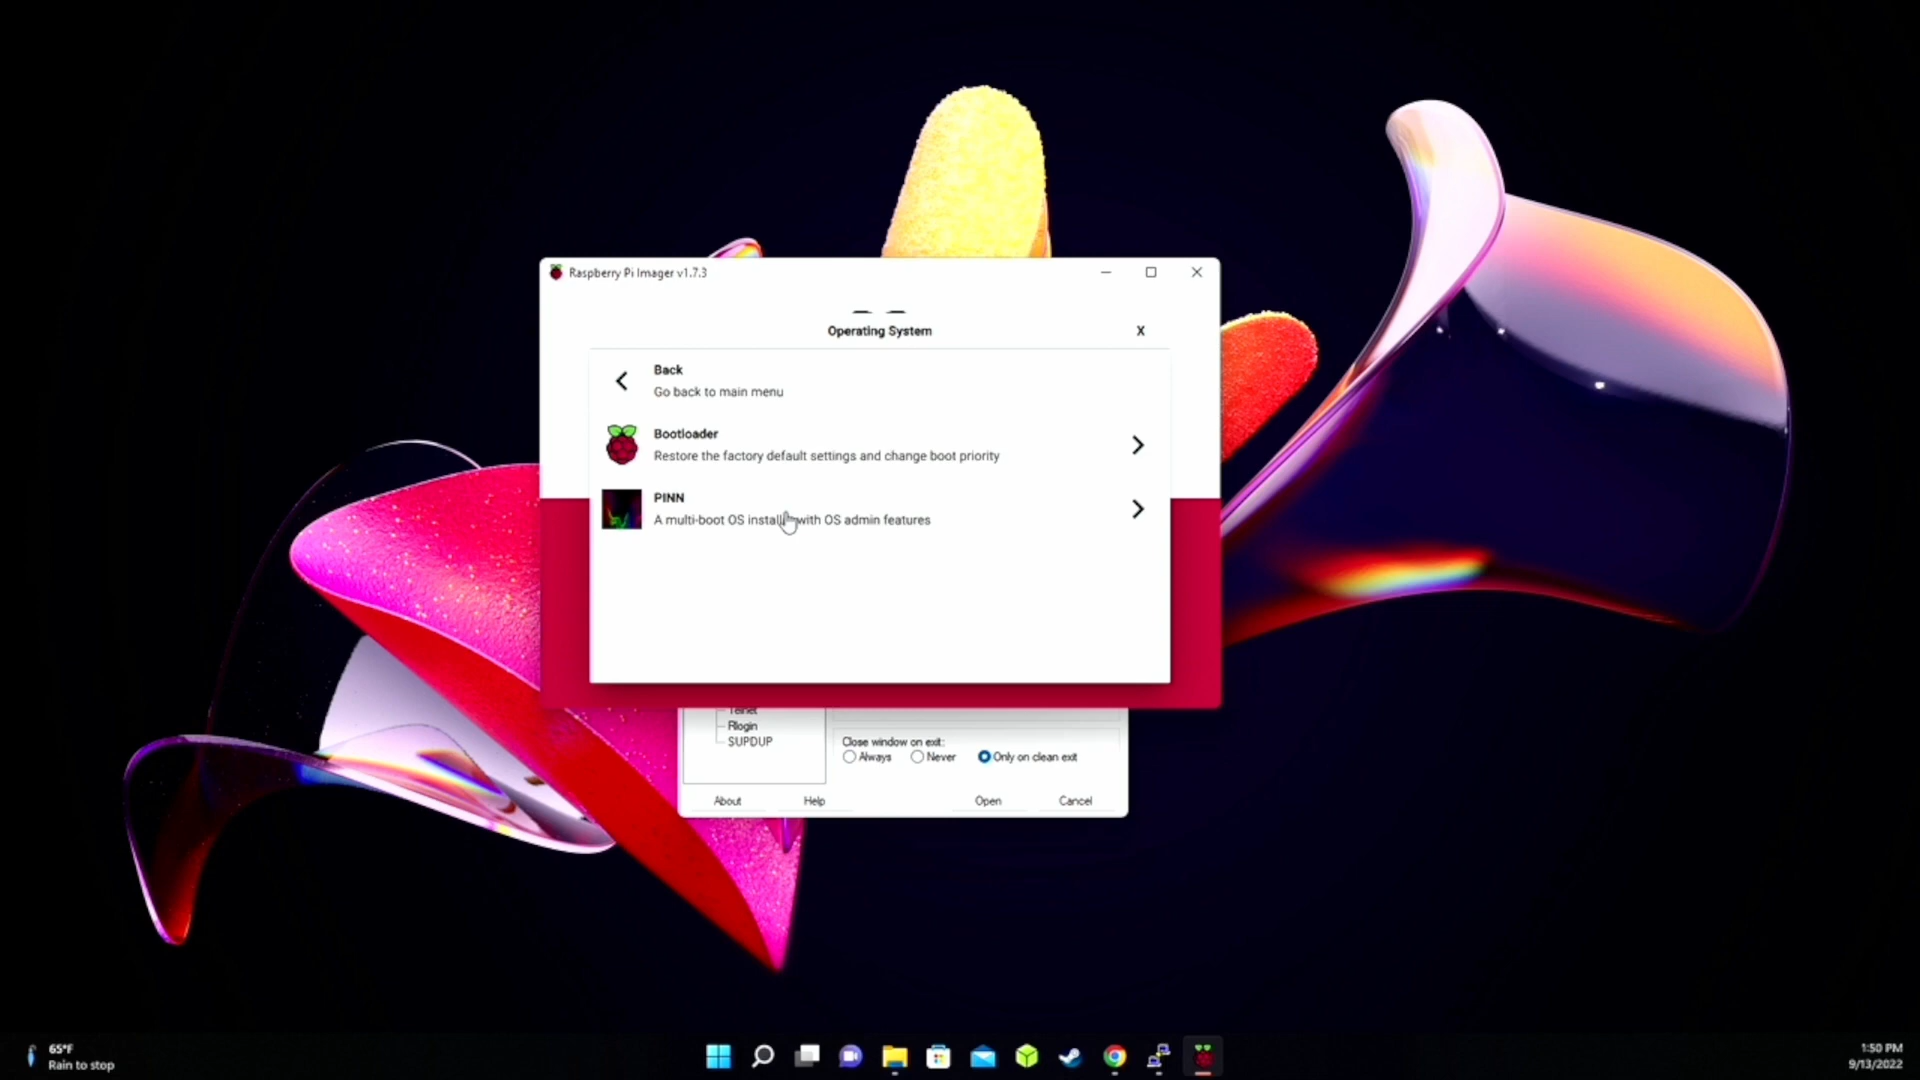 Raspberry Pi Imager v1.7.3
Operating System
X
Back
Go back to main menu
Bootloader
Restore the factory default settings and change boot priority
PINN
A multi-boot OS install with OS admin features
Telnet
Rlogin
SUPDUP
Close window on exit:
Always Never Only on clean exit
About Help Open Cancel
65°F
Rain to stop
1:50 PM
9/13/2022